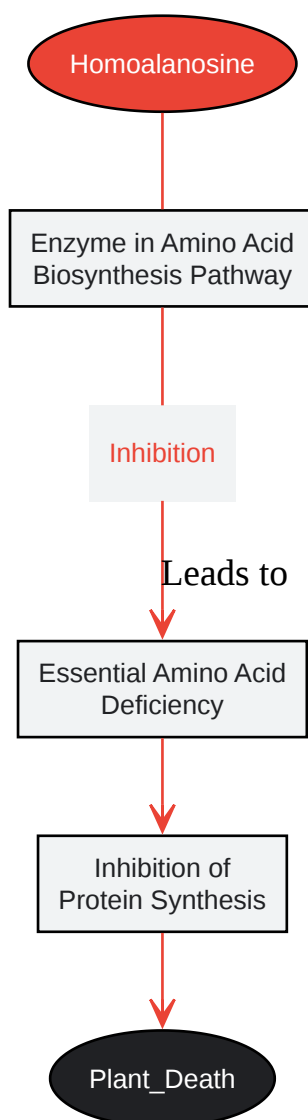 Homoalanosine
Enzyme in Amino Acid
Biosynthesis Pathway
Inhibition
Leads to
Essential Amino Acid
Deficiency
Inhibition of
Protein Synthesis
Plant_Death